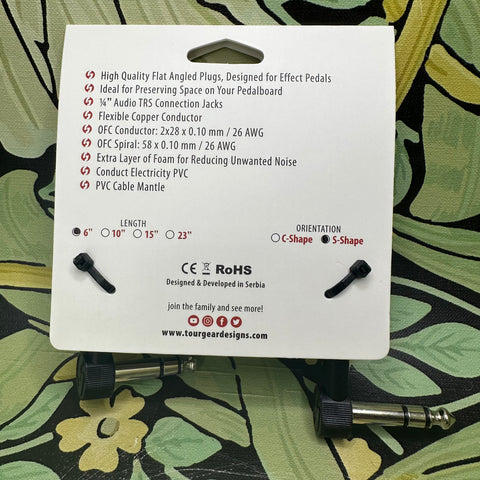 High Quality Flat Angled Plugs, Designed for Effect Pedals
Ideal for Preserving Space on Your Pedalboard
¼" Audio TRS Connection Jacks
Flexible Copper Conductor
OFC Conductor: 2x28 x 0.10 mm / 26 AWG
OFC Spiral: 58 x 0.10 mm / 26 AWG
Extra Layer of Foam for Reducing Unwanted Noise
Conduct Electricity PVC
PVC Cable Mantle
LENGTH
6" 10" 15" 23"
ORIENTATION
C-Shape S-Shape
CE RoHS
Designed & Developed in Serbia
join the family and see more!
www.tourgeardesigns.com